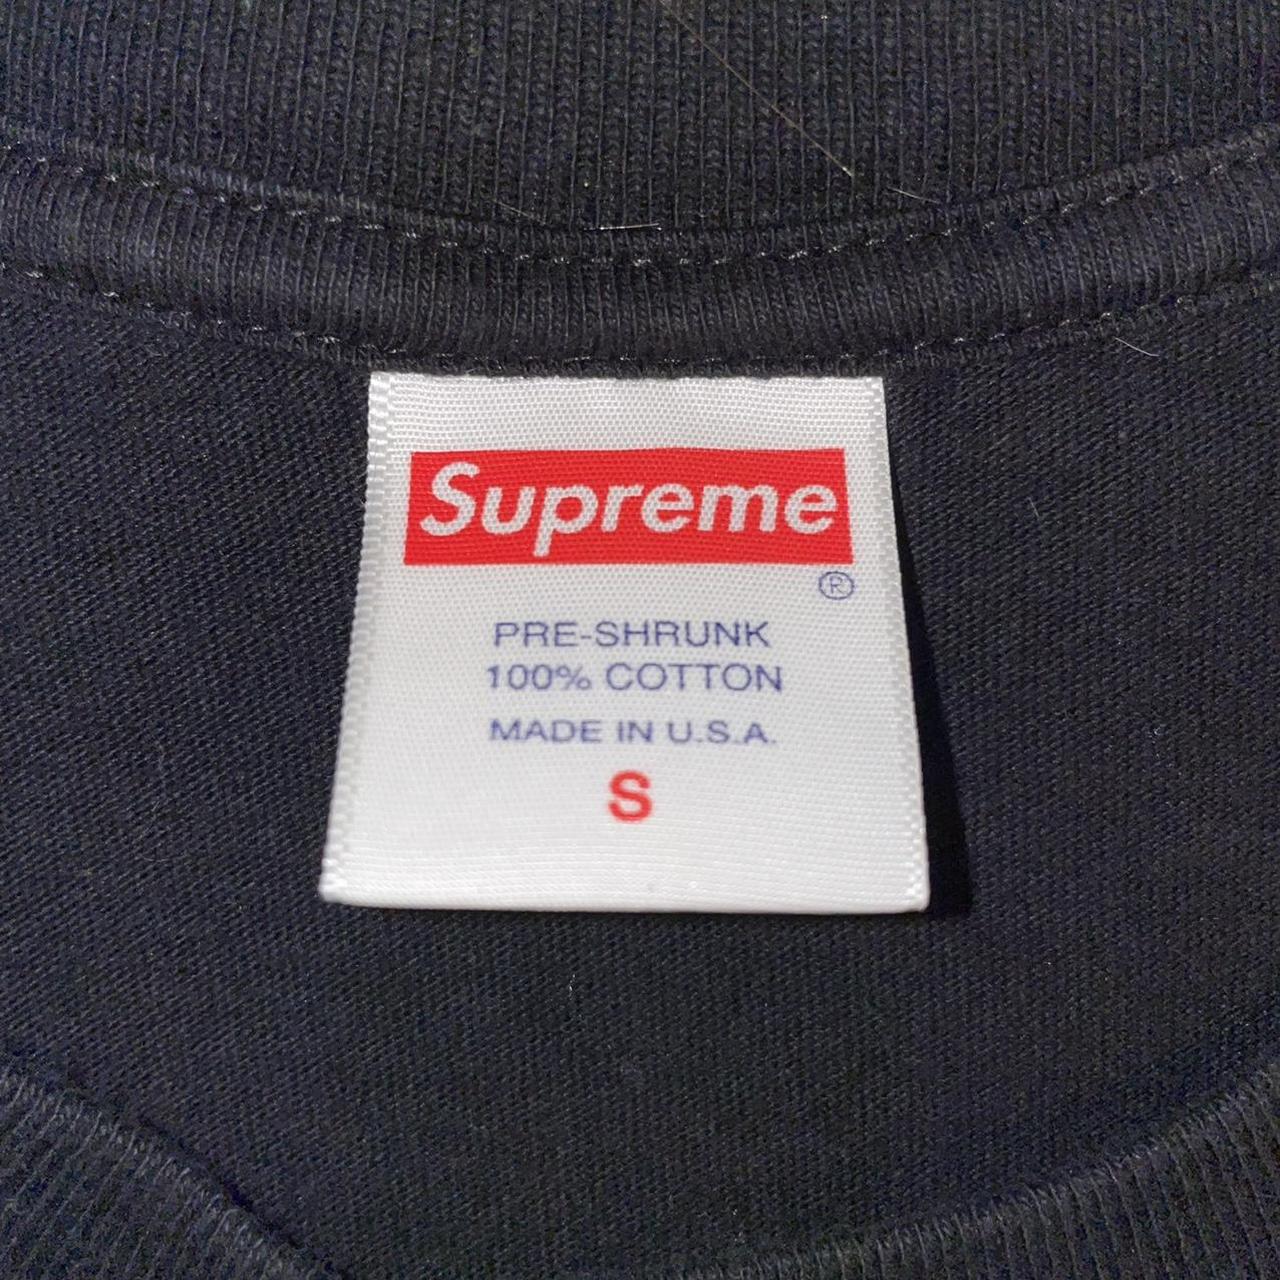 Supreme
®
PRE-SHRUNK
100% COTTON
MADE IN U.S.A.
S